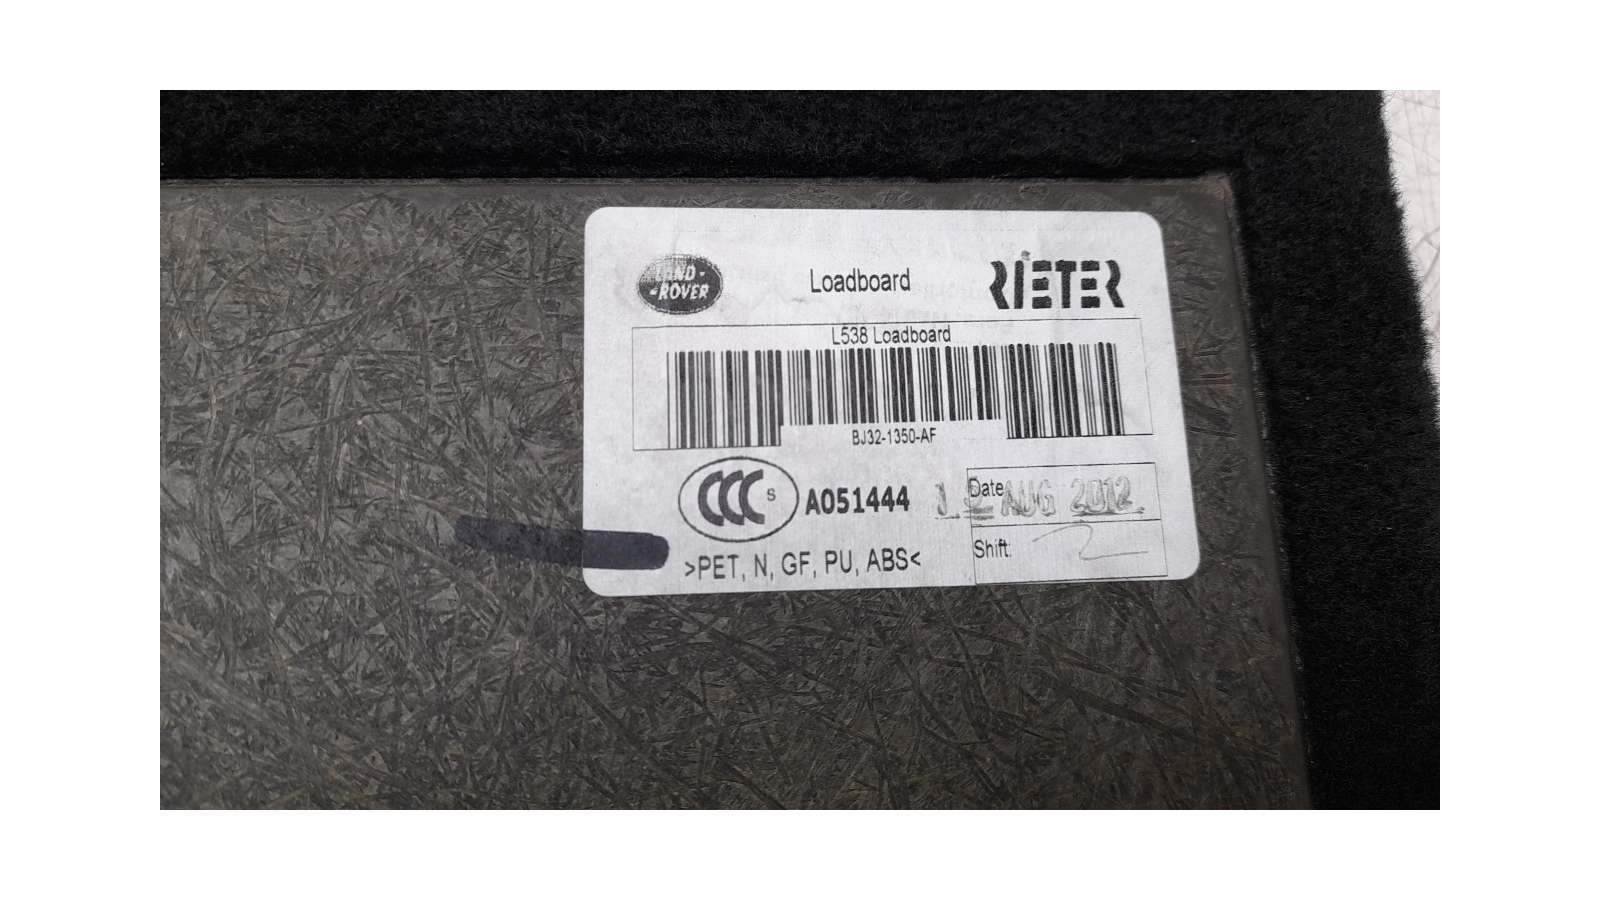 LAND-
-ROVER
Loadboard
RIETER
L538 Loadboard
BJ32-1350-AF
CCC S
A051444
Date
AUG 2012
Shift: 2
>PET, N, GF, PU, ABS<